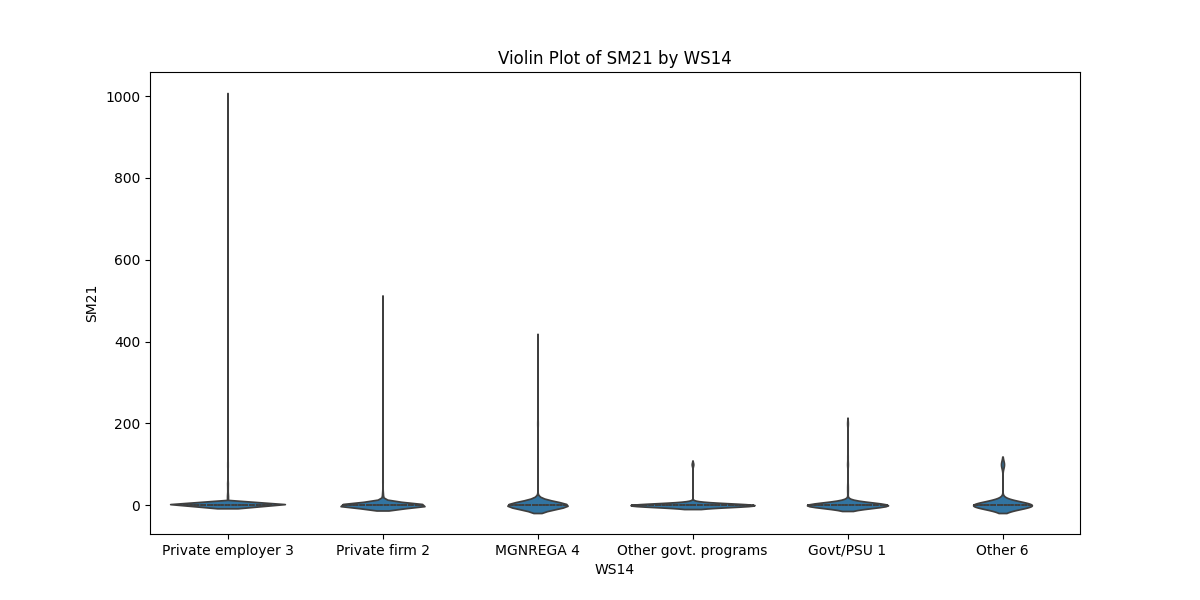 Violin Plot of SM21 by WS14
1000
800
600
400
200
0
SM21
Private employer 3
Private firm 2
MGNREGA 4
Other govt. programs
Govt/PSU 1
Other 6
WS14